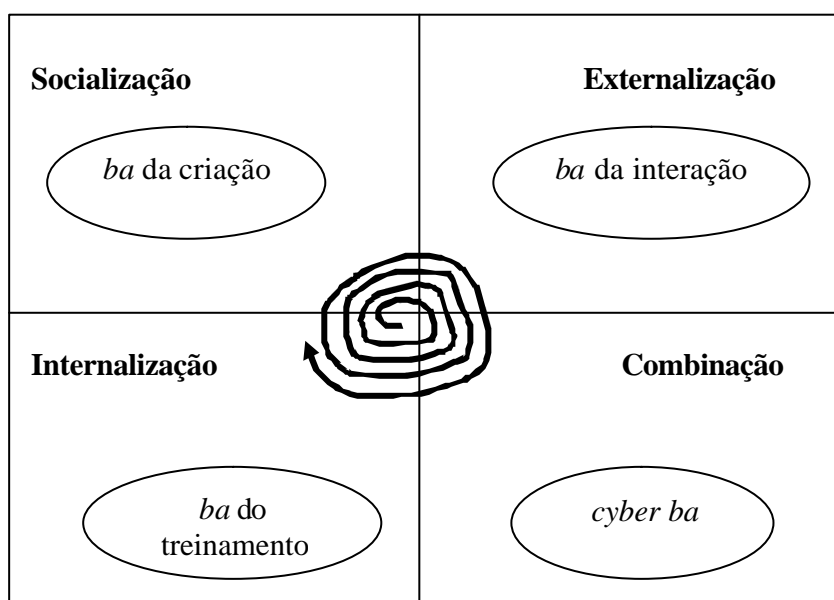 Socialização
Externalização
ba da criação
ba da interação
Internalização
Combinação
ba do
treinamento
cyber ba